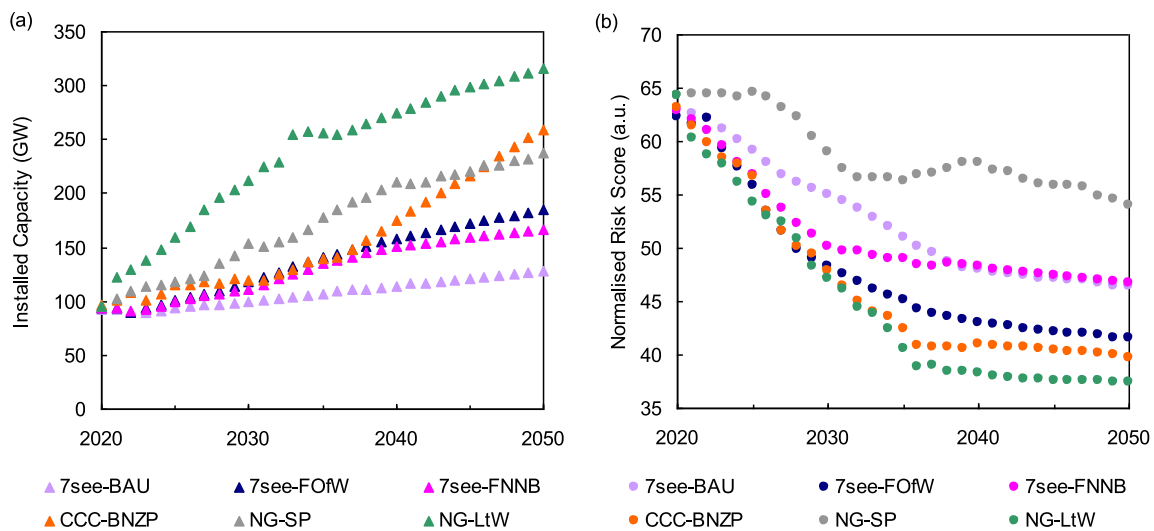 (a)
Installed Capacity (GW)
350
300
250
200
150
100
50
0
2020 2030 2040 2050
7see-BAU 7see-FOfW 7see-FNNB
CCC-BNZP NG-SP NG-LtW
(b)
Normalised Risk Score (a.u.)
70
65
60
55
50
45
40
35
2020 2030 2040 2050
7see-BAU 7see-FOfW 7see-FNNB
CCC-BNZP NG-SP NG-LtW